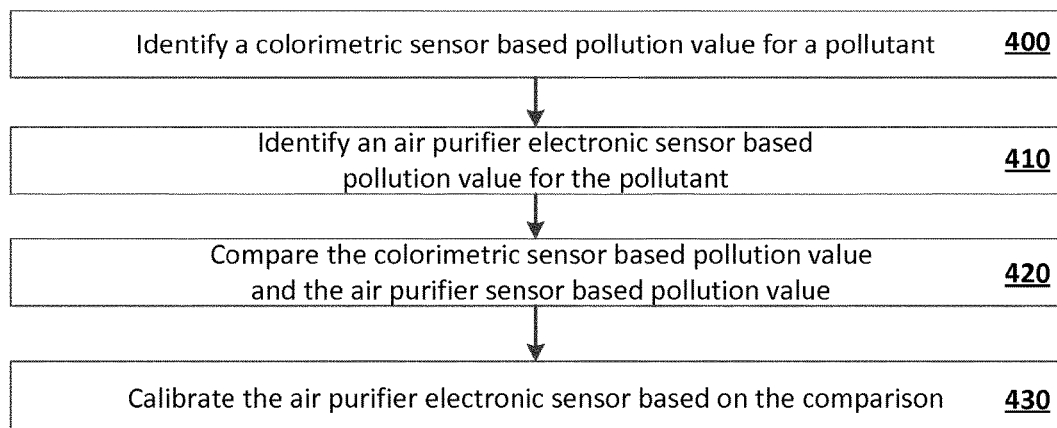 Identify a colorimetric sensor based pollution value for a pollutant 400
Identify an air purifier electronic sensor based
pollution value for the pollutant 410
Compare the colorimetric sensor based pollution value
and the air purifier sensor based pollution value 420
Calibrate the air purifier electronic sensor based on the comparison 430